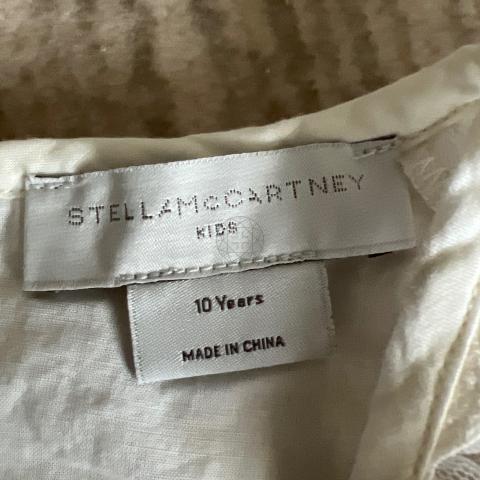 STELLAMcCARTNEY
KIDS
10 Years
MADE IN CHINA